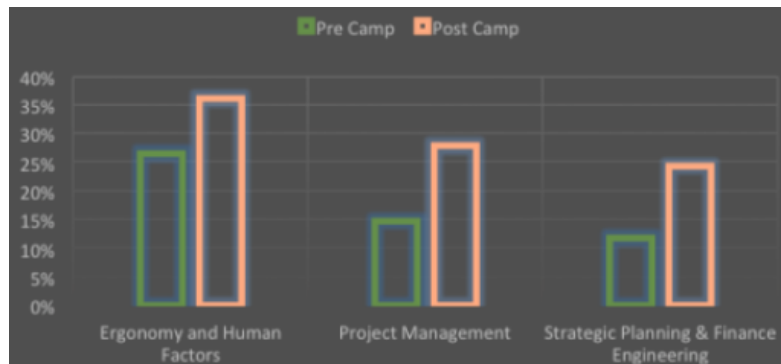 Pre Camp Post Camp
40%
35%
30%
25%
20%
15%
10%
5%
0%
Ergonomy and Human
Factors
Project Management
Strategic Planning & Finance
Engineering